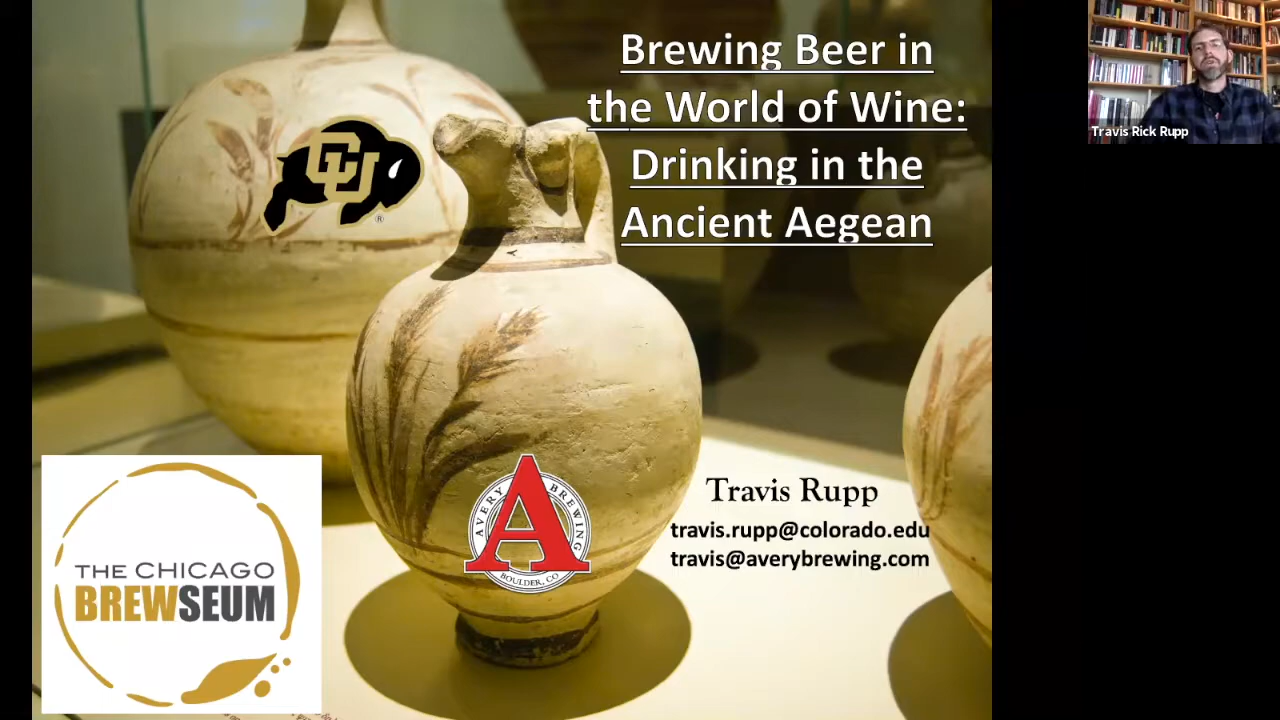 Brewing Beer in
the World of Wine:
Drinking in the
Ancient Aegean
Travis Rick Rupp
CU
®
AVERY BREWING
A
BOULDER, CO
Travis Rupp
travis.rupp@colorado.edu
travis@averybrewing.com
THE CHICAGO
BREWSEUM